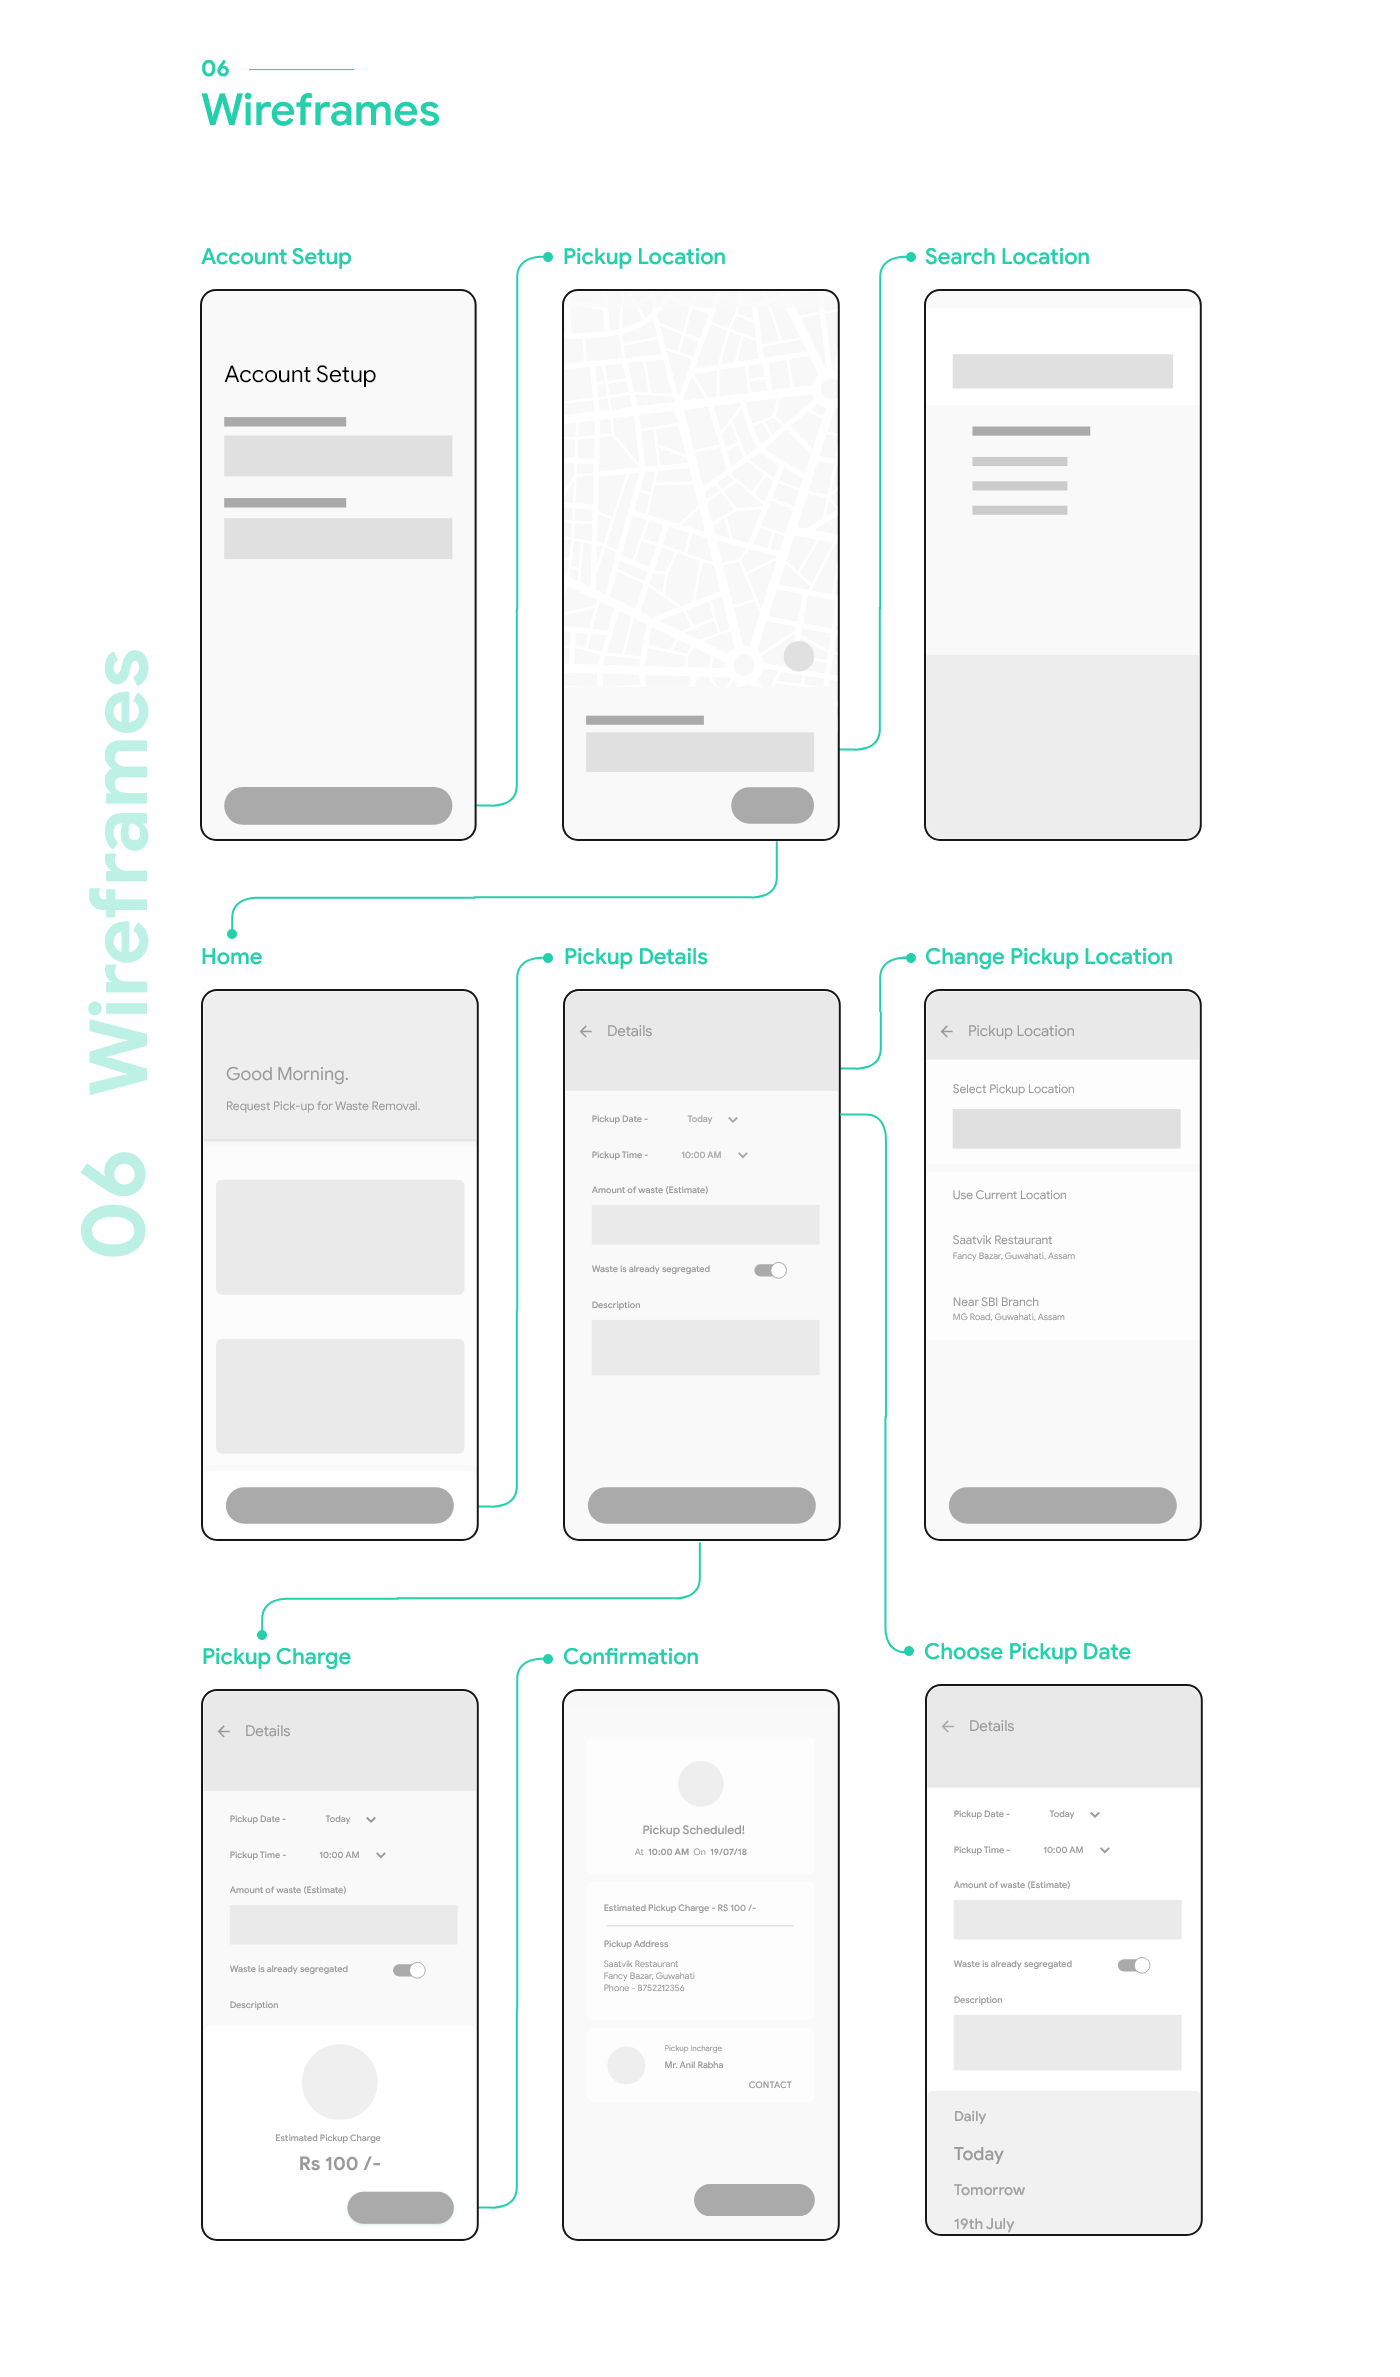 06
Wireframes
06 Wireframes
Account Setup
Pickup Location
Search Location
Account Setup
Home
Pickup Details
Change Pickup Location
Good Morning.
Request Pick-up for Waste Removal.
Details
Pickup Date - Today
Pickup Time - 10:00 AM
Amount of waste (Estimate)
Waste is already segregated
Description
Pickup Location
Select Pickup Location
Use Current Location
Saatvik Restaurant
Fancy Bazar, Guwahati, Assam
Near SBI Branch
MG Road, Guwahati, Assam
Pickup Charge
Confirmation
Choose Pickup Date
Details
Pickup Date - Today
Pickup Time - 10:00 AM
Amount of waste (Estimate)
Waste is already segregated
Description
Estimated Pickup Charge
Rs 100 /-
Pickup Scheduled!
At 10:00 AM On 19/07/18
Estimated Pickup Charge - RS 100 /-
Pickup Address
Saatvik Restaurant
Fancy Bazar, Guwahati
Phone - 8752212356
Pickup Incharge
Mr. Anil Rabha
CONTACT
Details
Pickup Date - Today
Pickup Time - 10:00 AM
Amount of waste (Estimate)
Waste is already segregated
Description
Daily
Today
Tomorrow
19th July